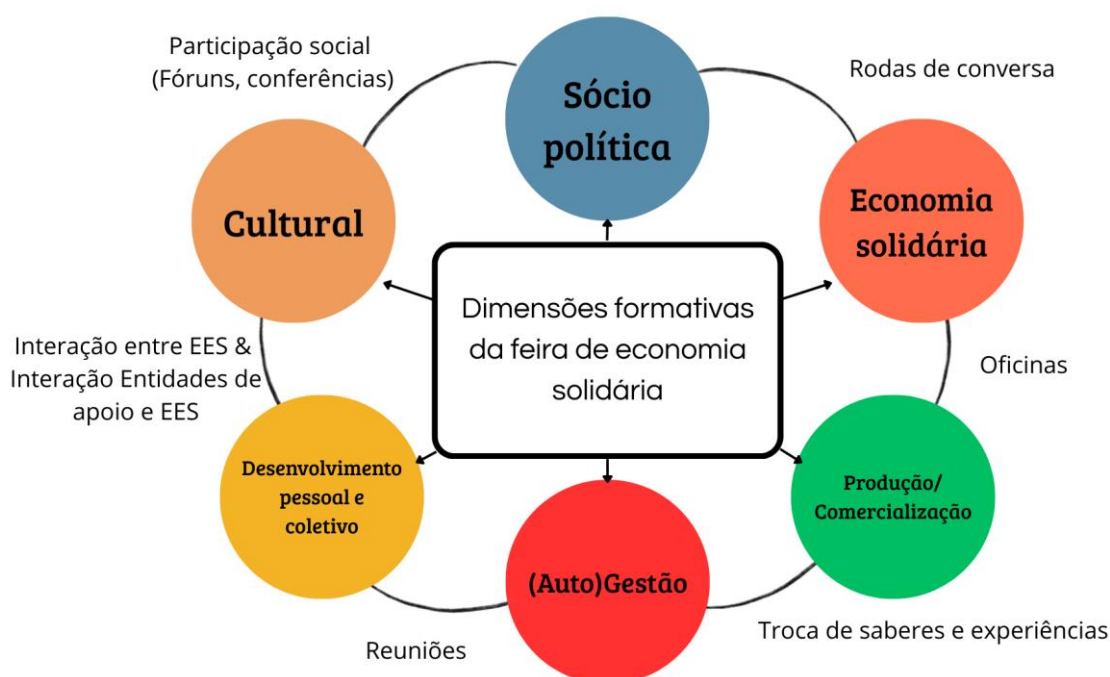 Participação social
(Fóruns, conferências)
Sócio
política
Rodas de conversa
Cultural
Economia
solidária
Dimensões formativas
da feira de economia
solidária
Interação entre EES &
Interação Entidades de
apoio e EES
Oficinas
Desenvolvimento
pessoal e
coletivo
Produção/
Comercialização
(Auto)Gestão
Reuniões
Troca de saberes e experiências